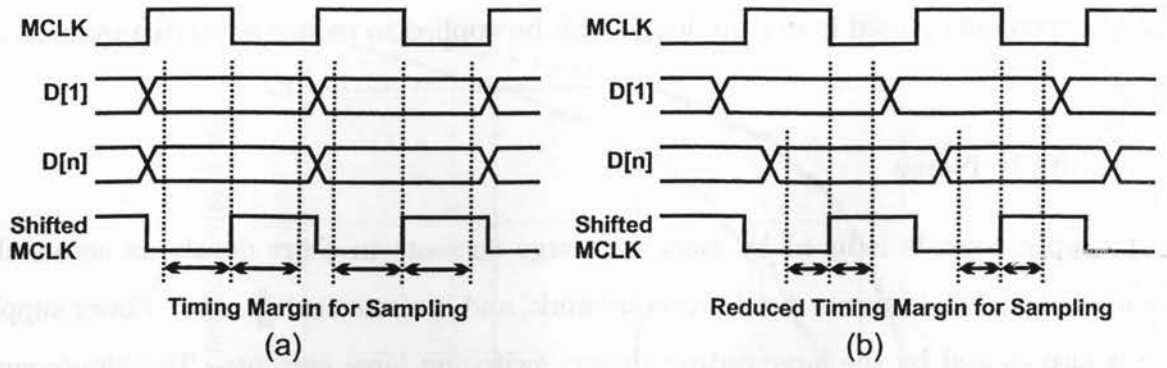 MCLK
D[1]
D[n]
Shifted
MCLK
Timing Margin for Sampling
(a)
MCLK
D[1]
D[n]
Shifted
MCLK
Reduced Timing Margin for Sampling
(b)